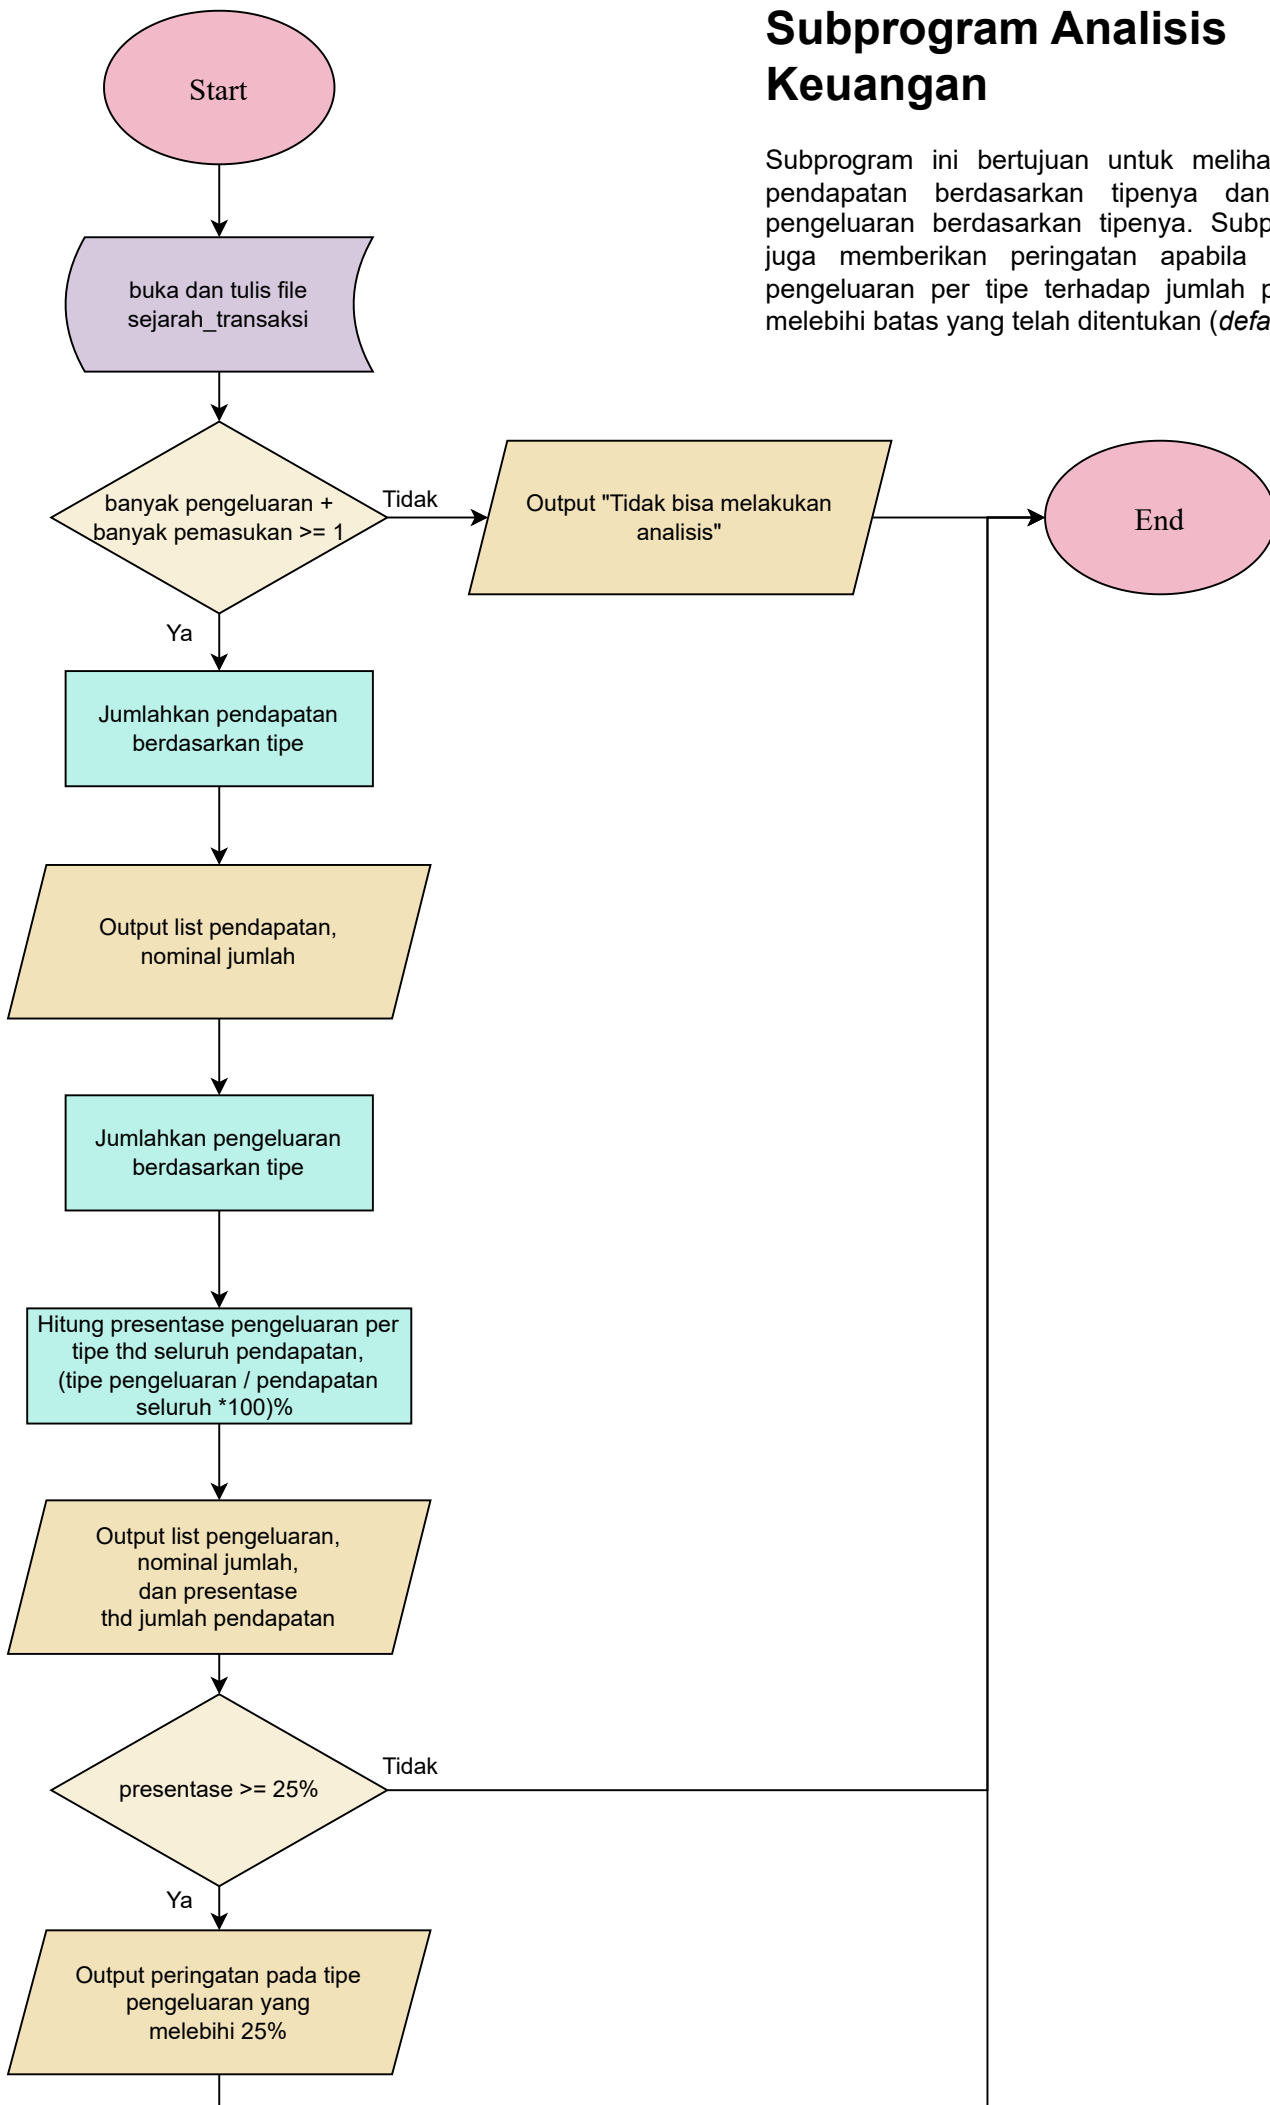 Subprogram Analisis
Keuangan
Subprogram ini bertujuan untuk
pendapatan berdasarkan tipenya dan
pengeluaran berdasarkan tipenya.
juga memberikan peringatan apabila
pengeluaran per tipe terhadap jumlah
melebihi batas yang telah ditentukan (
Start
buka dan tulis file
sejarah_transaksi
banyak pengeluaran +
banyak pemasukan >= 1
Tidak
Output "Tidak bisa melakukan
analisis"
End
Ya
Jumlahkan pendapatan
berdasarkan tipe
Output list pendapatan,
nominal jumlah
Jumlahkan pengeluaran
berdasarkan tipe
Hitung presentase pengeluaran per
tipe thd seluruh pendapatan,
(tipe pengeluaran / pendapatan
seluruh *100)%
Output list pengeluaran,
nominal jumlah,
dan presentase
thd jumlah pendapatan
presentase >= 25%
Tidak
Ya
Output peringatan pada tipe
pengeluaran yang
melebihi 25%